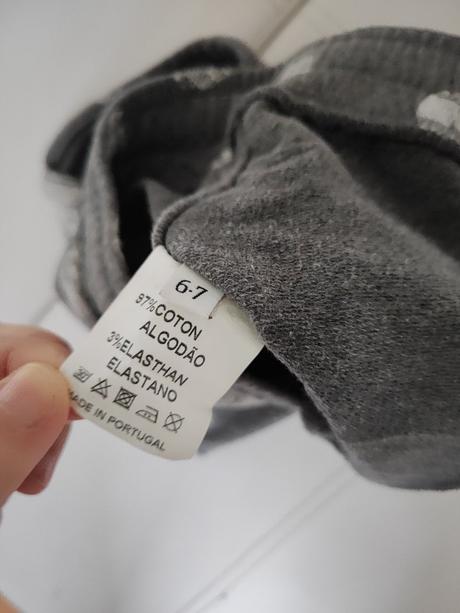 6-7
97%COTON
ALGODÃO
3%ELASTHAN
ELASTANO
MADE IN PORTUGAL